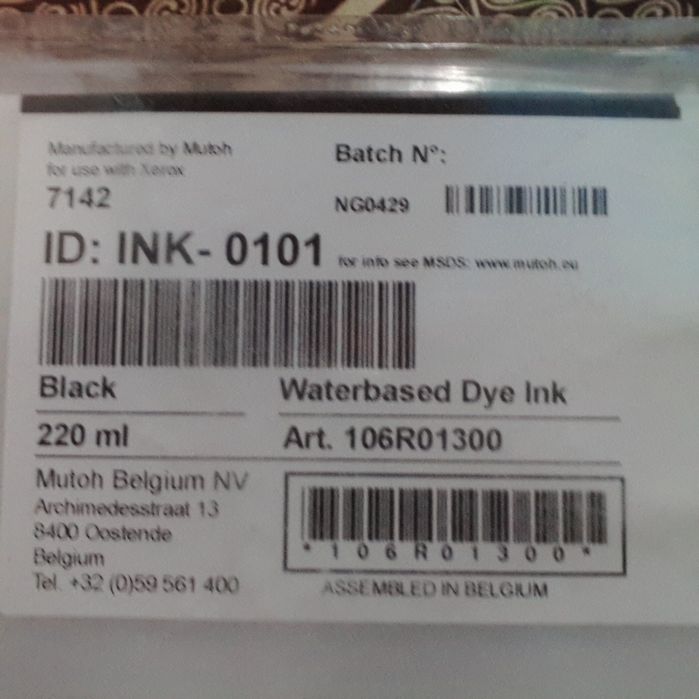 Manufactured by Mutoh
for use with Xerox
7142
Batch N°:
NG0429
ID: INK- 0101 for info see MSDS: www.mutoh.eu
Black Waterbased Dye Ink
220 ml Art. 106R01300
Mutoh Belgium NV
Archimedesstraat 13
8400 Oostende
Belgium
Tel. +32 (0)59 561 400
*106R01300*
ASSEMBLED IN BELGIUM